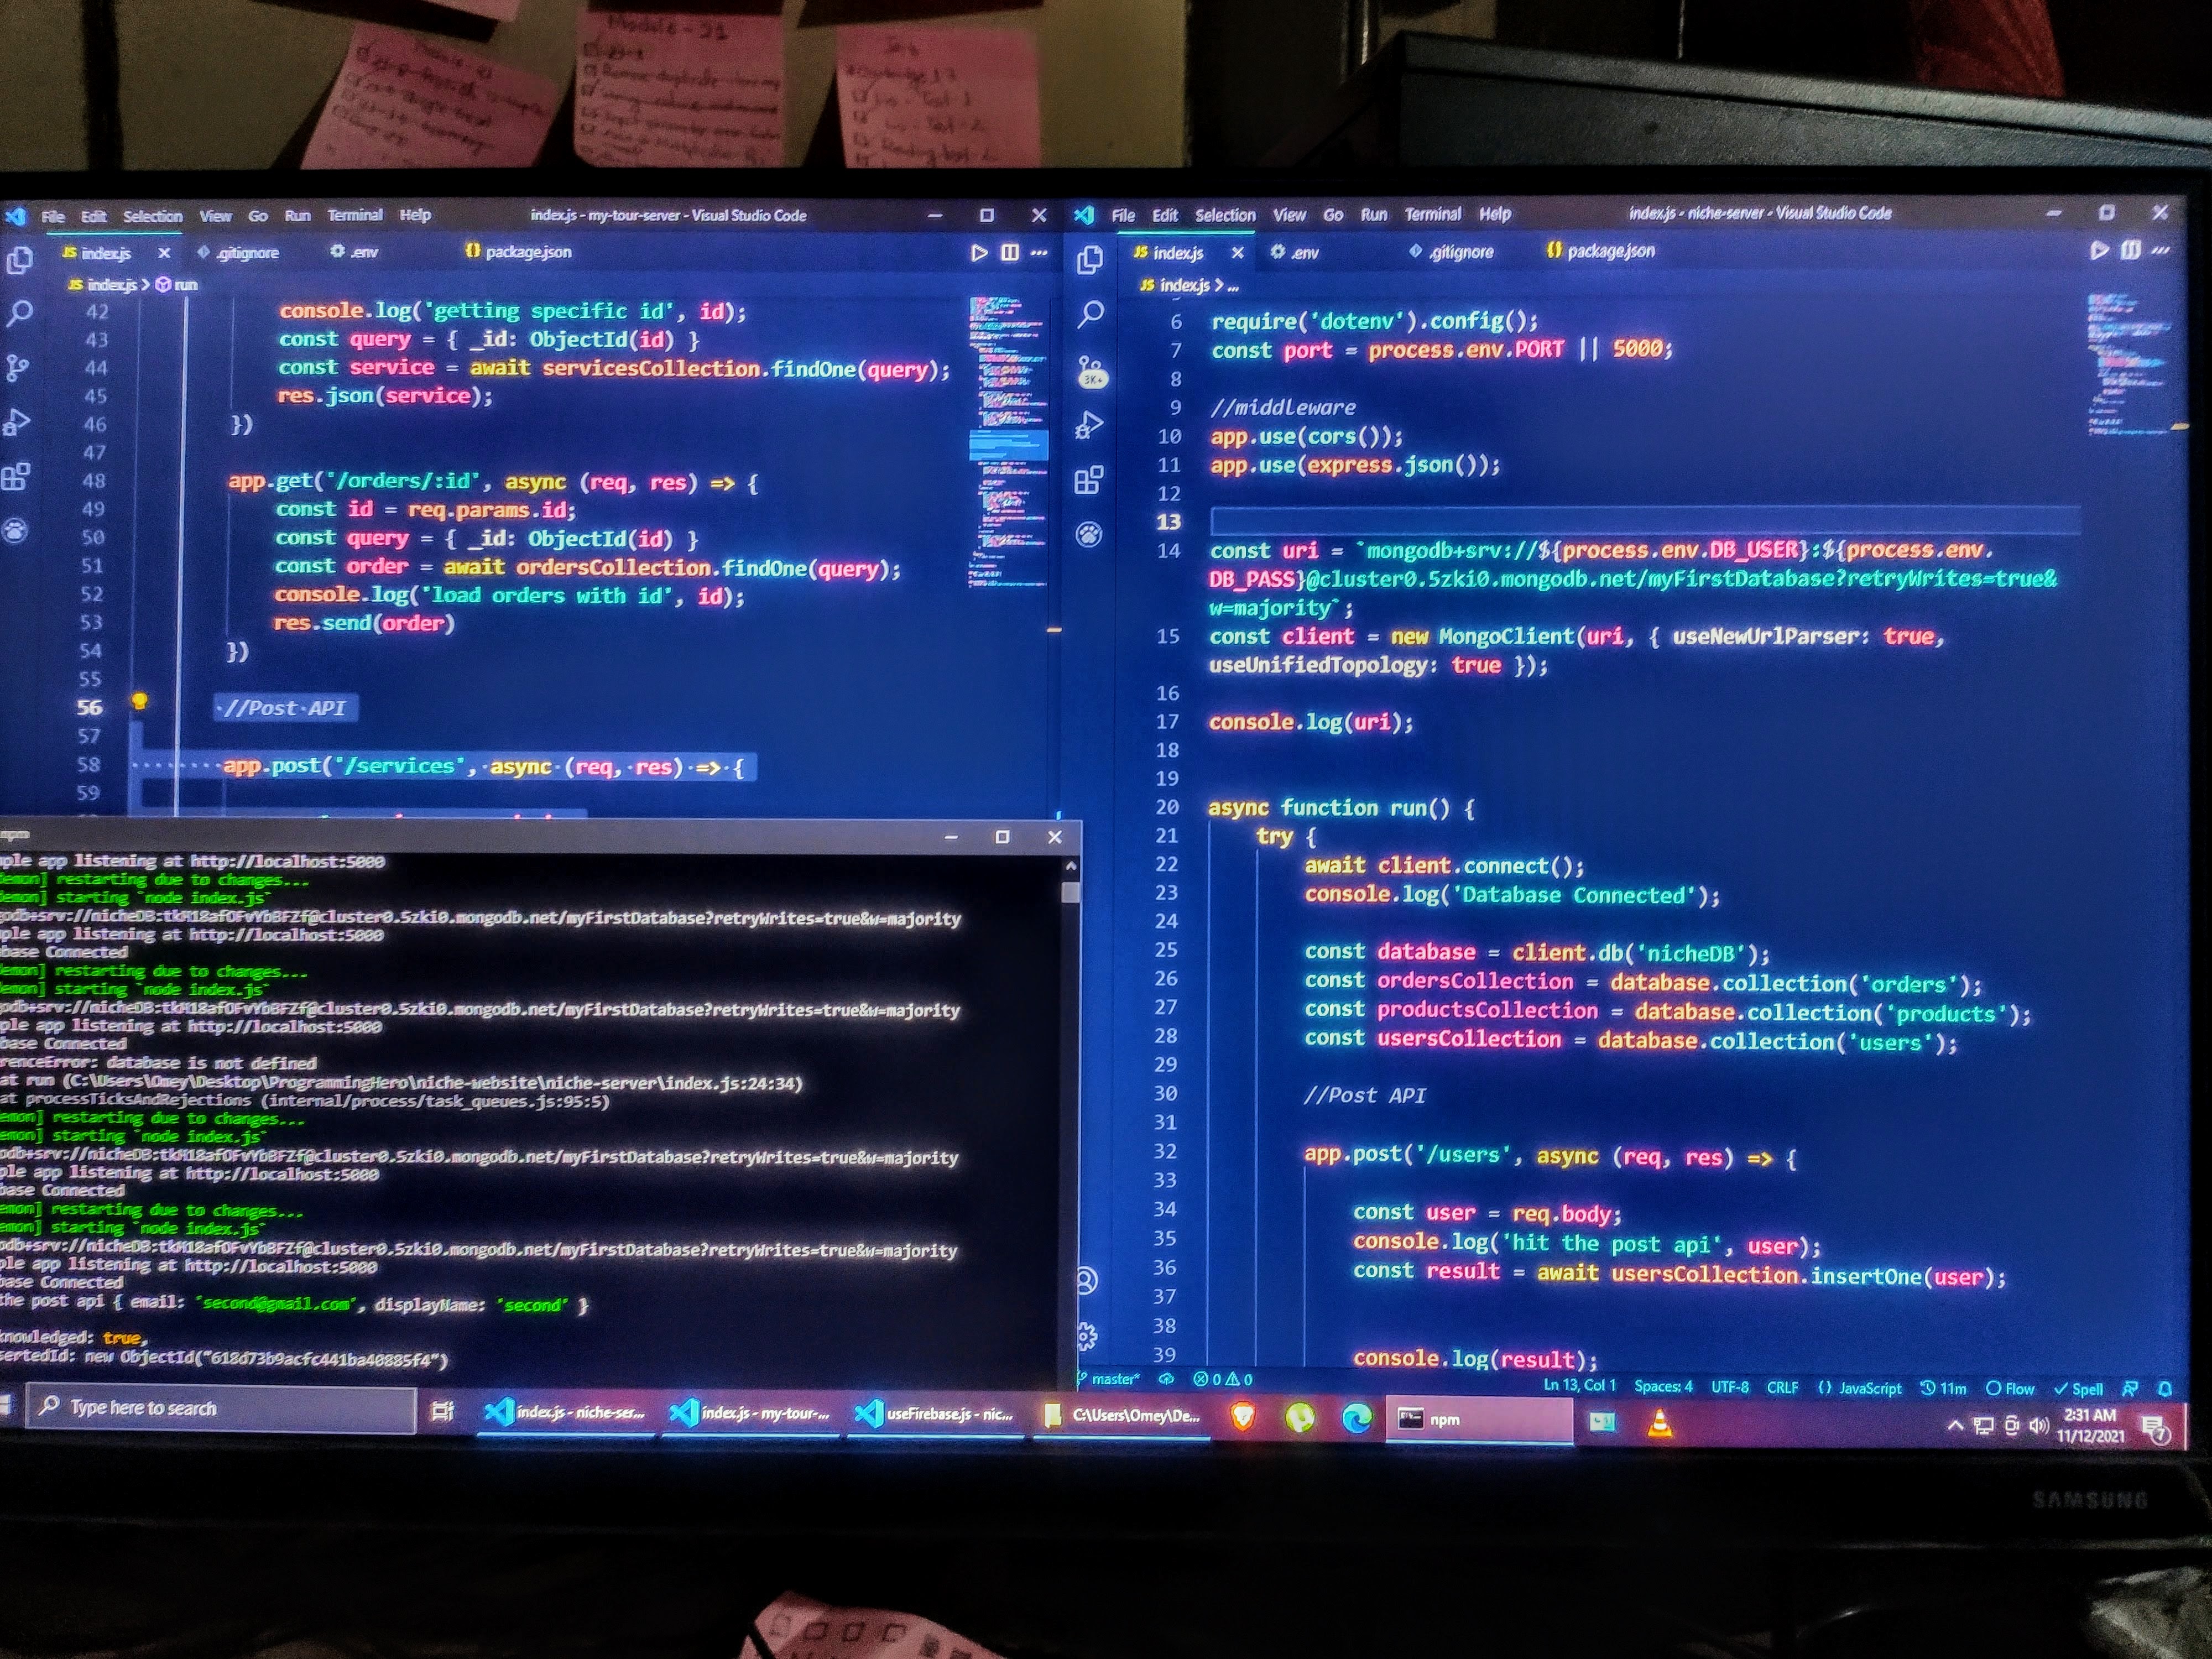 Module - 21
File Edit Selection View Go Run Terminal Help index.js - my-tour-server - Visual Studio Code
index.js .gitignore .env package.json
index.js > run
42 console.log('getting specific id', id);
43 const query = { _id: ObjectId(id) }
44 const service = await servicesCollection.findOne(query);
45 res.json(service);
46 })
47
48 app.get('/orders/:id', async (req, res) => {
49 const id = req.params.id;
50 const query = { _id: ObjectId(id) }
51 const order = await ordersCollection.findOne(query);
52 console.log('load orders with id', id);
53 res.send(order)
54 })
55
56 //Post API
57
58 app.post('/services', async (req, res) => {
59
File Edit Selection View Go Run Terminal Help index.js - niche-server - Visual Studio Code
index.js .env .gitignore package.json
index.js > ...
3K+
6 require('dotenv').config();
7 const port = process.env.PORT || 5000;
8
9 //middleware
10 app.use(cors());
11 app.use(express.json());
12
13
14 const uri = `mongodb+srv://${process.env.DB_USER}:${process.env.
DB_PASS}@cluster0.5zki0.mongodb.net/myFirstDatabase?retryWrites=true&
w=majority`;
15 const client = new MongoClient(uri, { useNewUrlParser: true,
useUnifiedTopology: true });
16
17 console.log(uri);
18
19
20 async function run() {
21 try {
22 await client.connect();
23 console.log('Database Connected');
24
25 const database = client.db('nicheDB');
26 const ordersCollection = database.collection('orders');
27 const productsCollection = database.collection('products');
28 const usersCollection = database.collection('users');
29
30 //Post API
31
32 app.post('/users', async (req, res) => {
33
34 const user = req.body;
35 console.log('hit the post api', user);
36 const result = await usersCollection.insertOne(user);
37
38
39 console.log(result);
master* 0 0 Ln 13, Col 1 Spaces: 4 UTF-8 CRLF {} JavaScript 11m Flow Spell
npm
ple app listening at http://localhost:5000
emon] restarting due to changes...
emon] starting `node index.js`
odb+srv://nicheDB: @cluster0.5zki0.mongodb.net/myFirstDatabase?retryWrites=true&w=majority
ple app listening at http://localhost:5000
base Connected
emon] restarting due to changes...
emon] starting `node index.js`
odb+srv://nicheDB: @cluster0.5zki0.mongodb.net/myFirstDatabase?retryWrites=true&w=majority
ple app listening at http://localhost:5000
base Connected
renceError: database is not defined
at run (C:\Users\Omey\Desktop\ProgrammingHero\niche-website\niche-server\index.js:24:34)
at processTicksAndRejections (internal/process/task_queues.js:95:5)
emon] restarting due to changes...
emon] starting `node index.js`
odb+srv://nicheDB: @cluster0.5zki0.mongodb.net/myFirstDatabase?retryWrites=true&w=majority
ple app listening at http://localhost:5000
base Connected
emon] restarting due to changes...
emon] starting `node index.js`
odb+srv://nicheDB: @cluster0.5zki0.mongodb.net/myFirstDatabase?retryWrites=true&w=majority
ple app listening at http://localhost:5000
base Connected
the post api { email: 'second@gmail.com', displayName: 'second' }
knowledged: true,
sertedId: new ObjectId("618d73b9acfc441ba40885f4")
Type here to search index.js - niche-ser... index.js - my-tour-... useFirebase.js - nic... C:\Users\Omey\De... npm 2:31 AM
11/12/2021 7
SAMSUNG